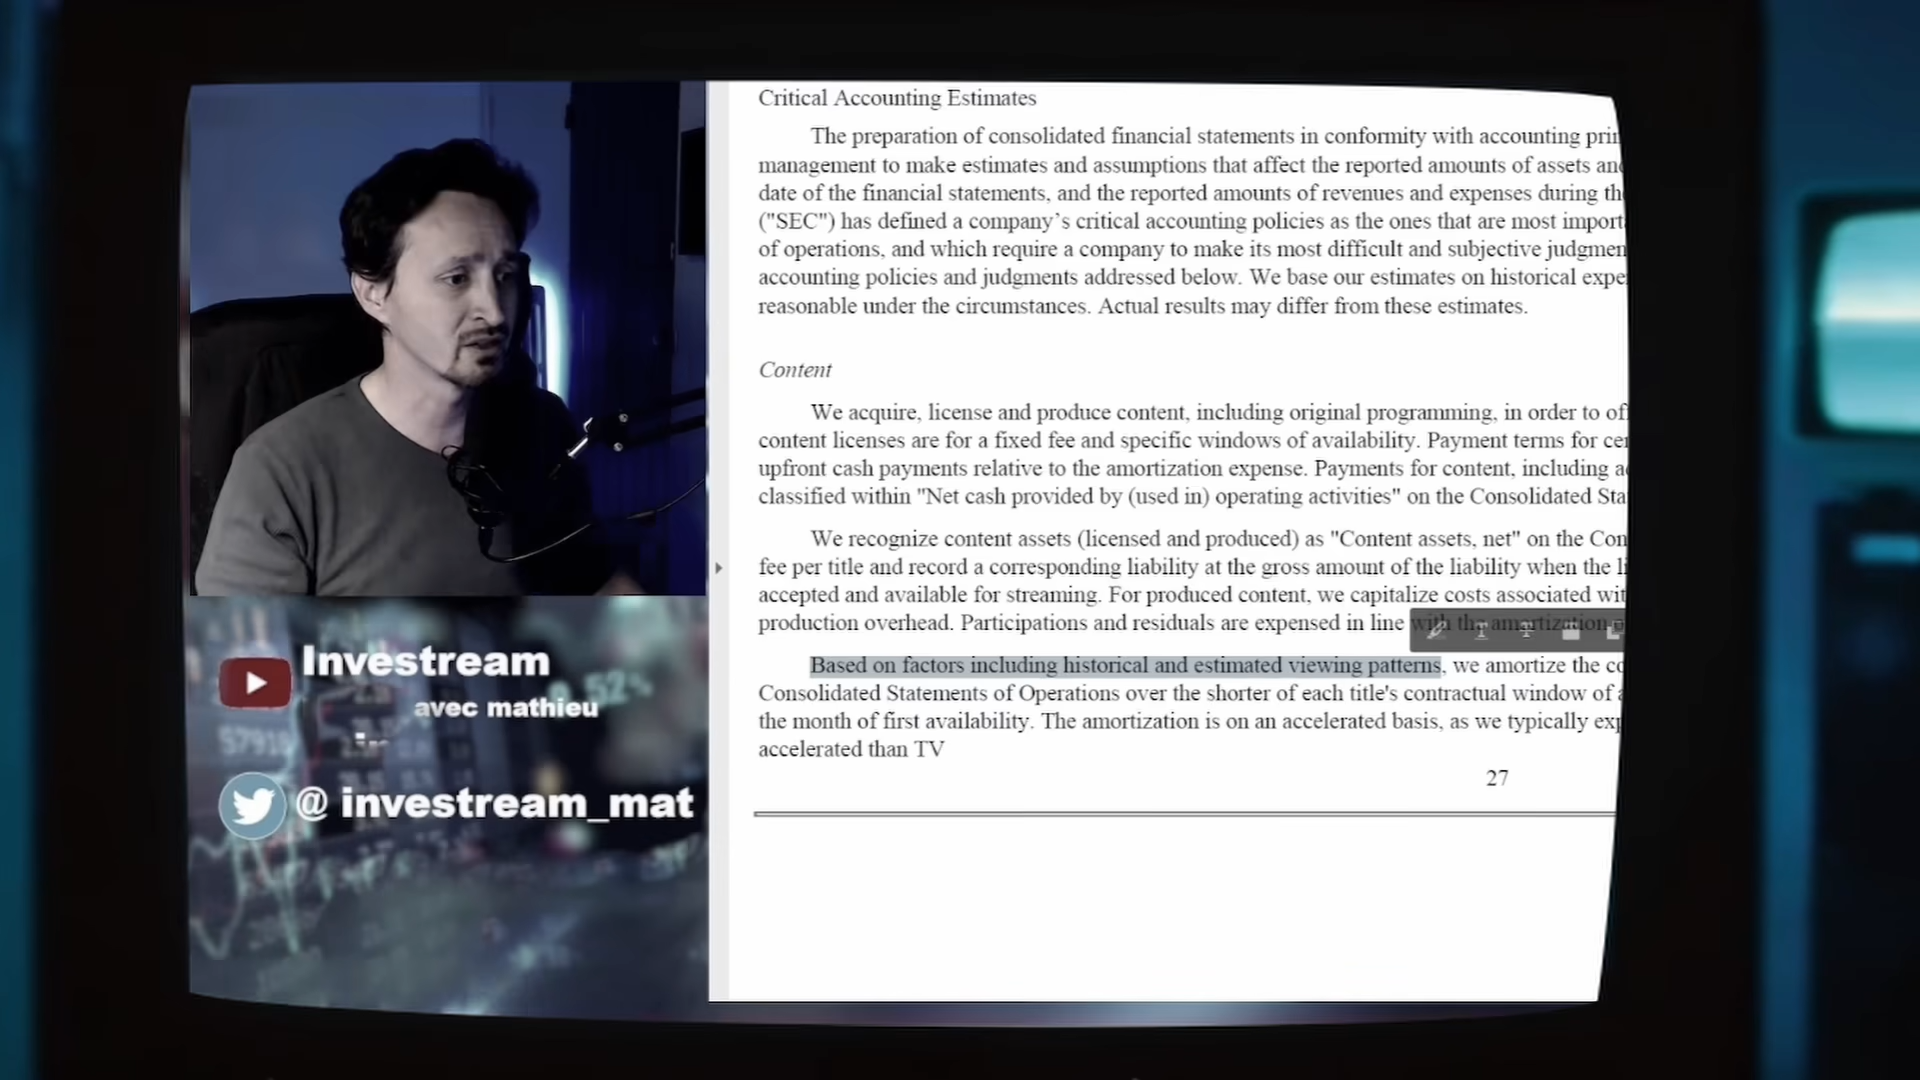 Critical Accounting Estimates
The preparation of consolidated financial statements in conformity with accounting
management to make estimates and assumptions that affect the reported amounts of assets
date of the financial statements, and the reported amounts of revenues and expenses during
("SEC") has defined a company's critical accounting policies as the ones that are most
of operations, and which require a company to make its most difficult and subjective
accounting policies and judgments addressed below. We base our estimates on historical
reasonable under the circumstances. Actual results may differ from these estimates.
Content
We acquire, license and produce content, including original programming, in order to
content licenses are for a fixed fee and specific windows of availability. Payment terms for
upfront cash payments relative to the amortization expense. Payments for content, including
classified within "Net cash provided by (used in) operating activities" on the Consolidated
We recognize content assets (licensed and produced) as "Content assets, net" on the
fee per title and record a corresponding liability at the gross amount of the liability when the
accepted and available for streaming. For produced content, we capitalize costs associated
production overhead. Participations and residuals are expensed in line with the amortization
Based on factors including historical and estimated viewing patterns, we amortize the
Consolidated Statements of Operations over the shorter of each title's contractual window of
the month of first availability. The amortization is on an accelerated basis, as we typically
accelerated than TV
27
Investream
avec mathieu
@ investream_mat